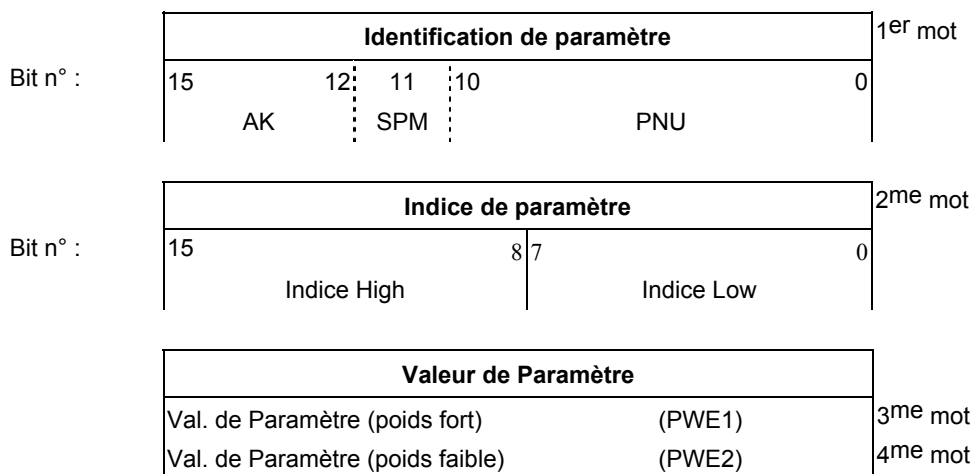 Identification de paramètre 1er mot
Bit n° : 15 12 11 10 0
AK SPM PNU
Indice de paramètre 2me mot
Bit n° : 15 8 7 0
Indice High Indice Low
Valeur de Paramètre
Val. de Paramètre (poids fort) (PWE1) 3me mot
Val. de Paramètre (poids faible) (PWE2) 4me mot